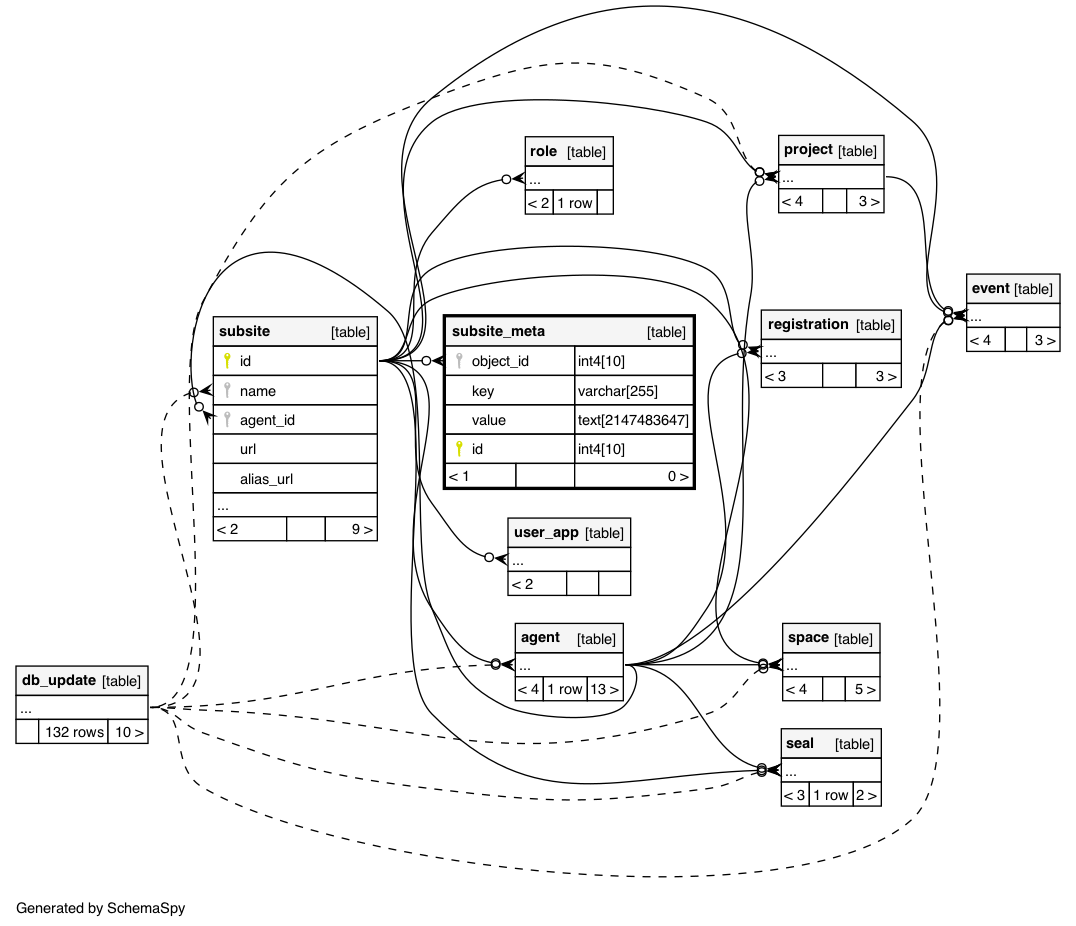 role [table]
...
< 2 1 row
project [table]
...
< 4 3 >
event [table]
...
< 4 3 >
registration [table]
...
< 3 3 >
subsite [table]
id
name
agent_id
url
alias_url
...
< 2 9 >
subsite_meta [table]
object_id int4[10]
key varchar[255]
value text[2147483647]
id int4[10]
< 1 0 >
user_app [table]
...
< 2
agent [table]
...
< 4 1 row 13 >
space [table]
...
< 4 5 >
db_update [table]
...
132 rows 10 >
seal [table]
...
< 3 1 row 2 >
Generated by SchemaSpy